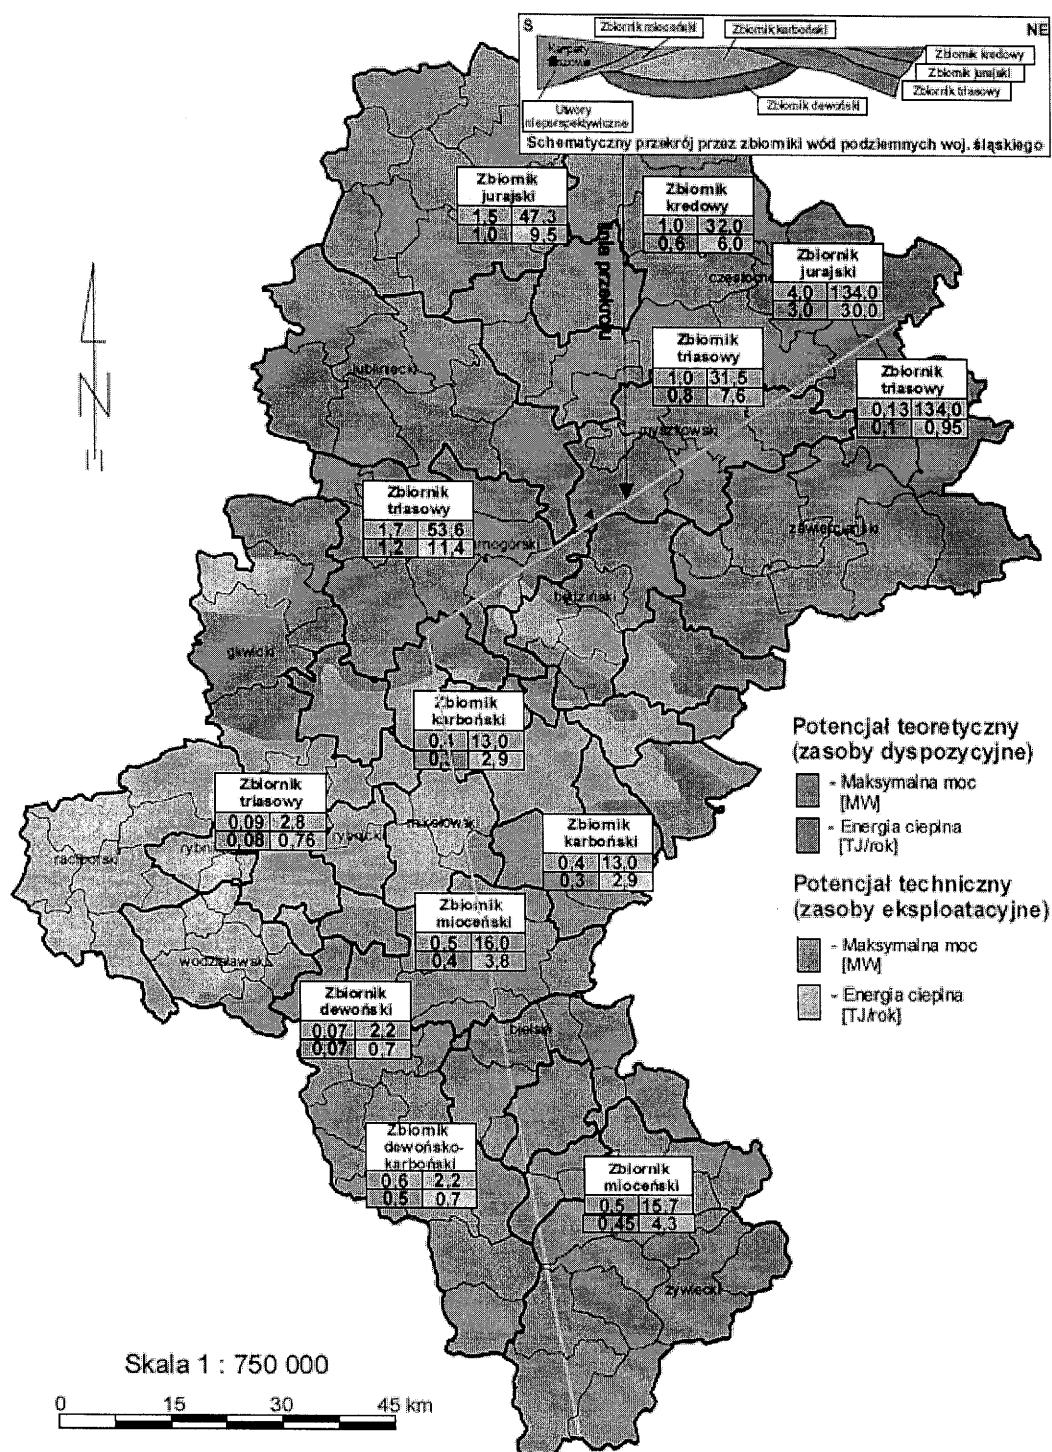 S
NE
Zbiornik mioceński
Zbiornik karboński
Karpaty
Zbiornik kredowy
Zbiornik jurajski
Zbiornik triasowy
Zbiornik dewoński
Utwory
nieperspektywiczne
Schematyczny przekrój przez zbiorniki wód podziemnych woj. śląskiego
Zbiornik
jurajski
1,5 47,3
1,0 9,5
Zbiornik
kredowy
1,0 32,0
0,6 6,0
linia przekroju
Zbiornik
jurajski
4,0 134,0
3,0 30,0
Zbiornik
triasowy
1,0 31,5
0,8 7,6
Zbiornik
triasowy
0,13 134,0
0,1 0,95
lubliniecki
myszkowski
N
Zbiornik
triasowy
1,7 53,6
1,2 11,4
zawierciański
będziński
gliwicki
Zbiornik
karboński
0,4 13,0
2,9
Potencjał teoretyczny
(zasoby dyspozycyjne)
- Maksymalna moc
[MW]
- Energia cieplna
[TJ/rok]
Potencjał techniczny
(zasoby eksploatacyjne)
- Maksymalna moc
[MW]
- Energia cieplna
[TJ/rok]
Zbiornik
triasowy
0,09 2,8
0,08 0,76
mikołowski
raciborski
Zbiornik
karboński
0,4 13,0
0,3 2,9
Zbiornik
mioceński
0,5 16,0
0,4 3,8
wodzisławski
Zbiornik
dewoński
0,07 2,2
0,07 0,7
bielski
Zbiornik
dewońsko-
karboński
0,6 2,2
0,5 0,7
Zbiornik
mioceński
0,5 15,7
0,45 4,3
żywiecki
Skala 1 : 750 000
0 15 30 45 km